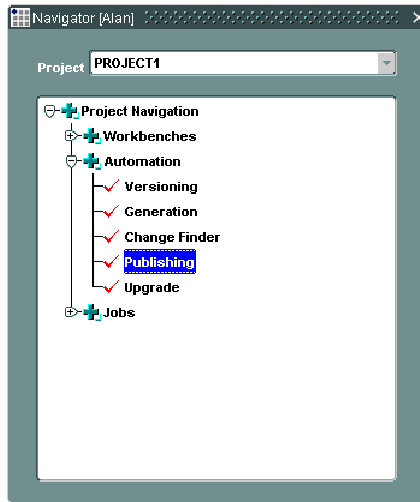 Navigator [Alan]
Project PROJECT1
Project Navigation
Workbenches
Automation
Versioning
Generation
Change Finder
Publishing
Upgrade
Jobs